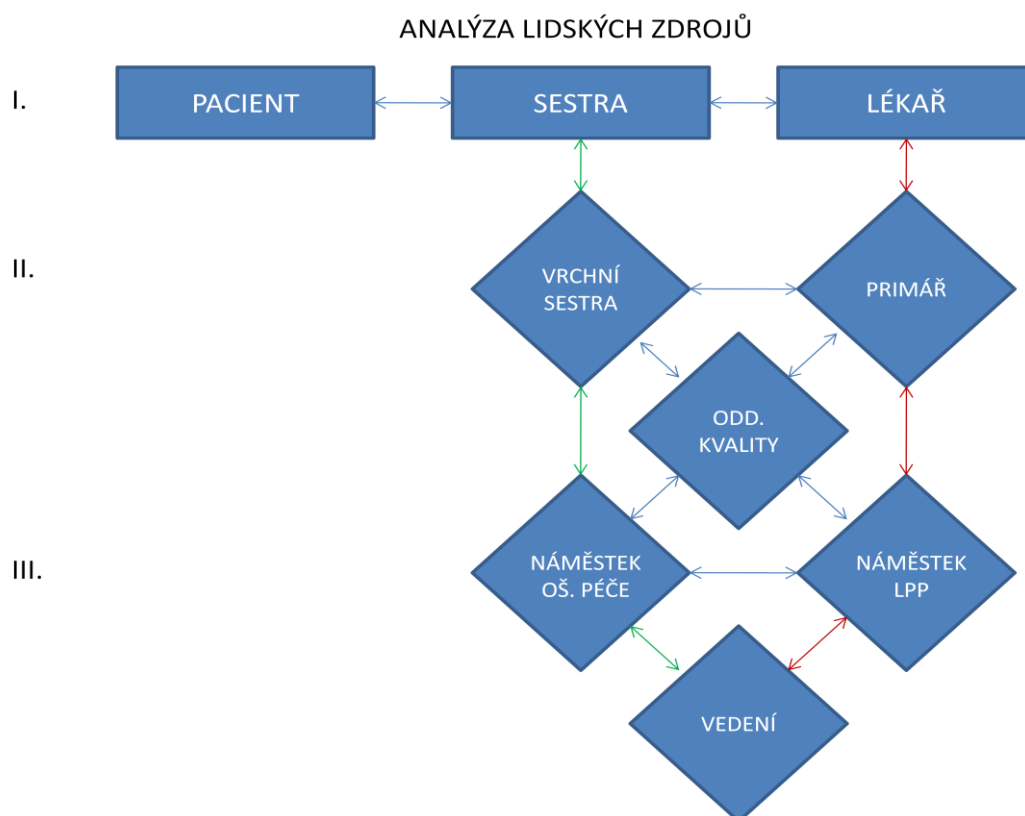 ANALÝZA LIDSKÝCH ZDROJŮ
I.
PACIENT
SESTRA
LÉKAŘ
II.
VRCHNÍ
SESTRA
PRIMÁŘ
ODD.
KVALITY
III.
NÁMĚSTEK
OŠ. PÉČE
NÁMĚSTEK
LPP
VEDENÍ